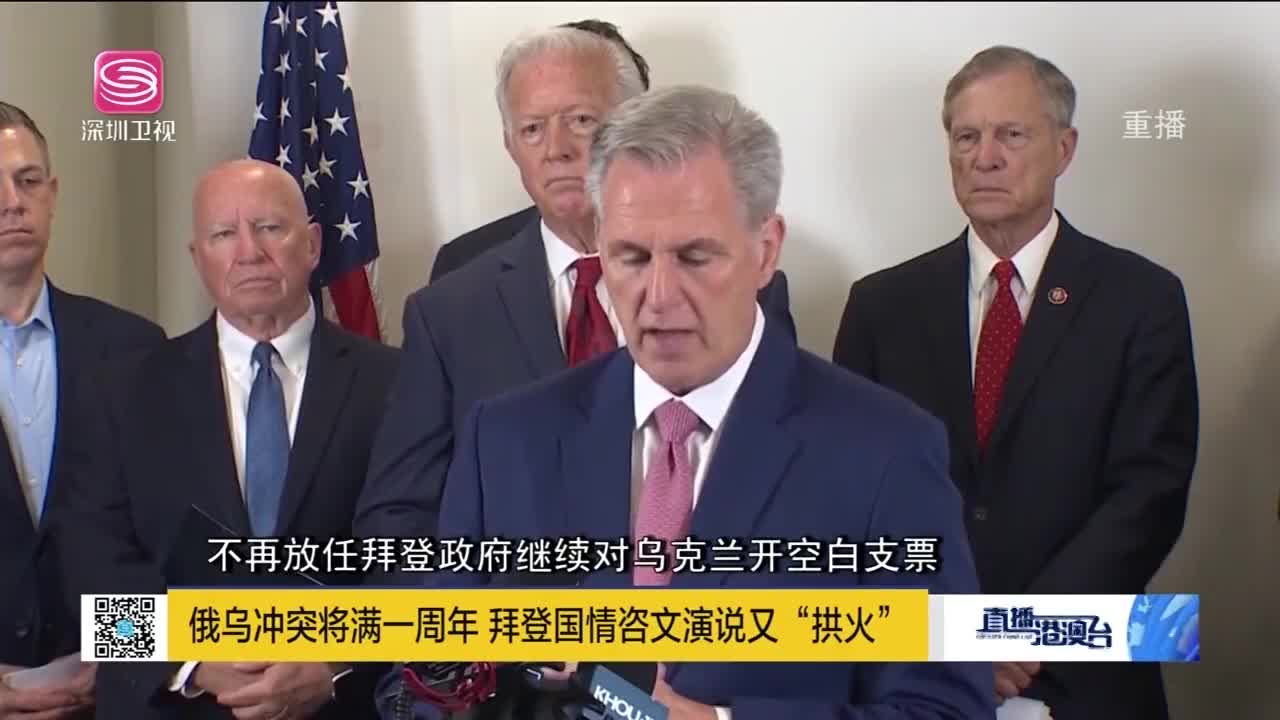 深圳卫视
重播
不再放任拜登政府继续对乌克兰开空白支票
俄乌冲突将满一周年 拜登国情咨文演说又“拱火”
直播港澳台
KHOU